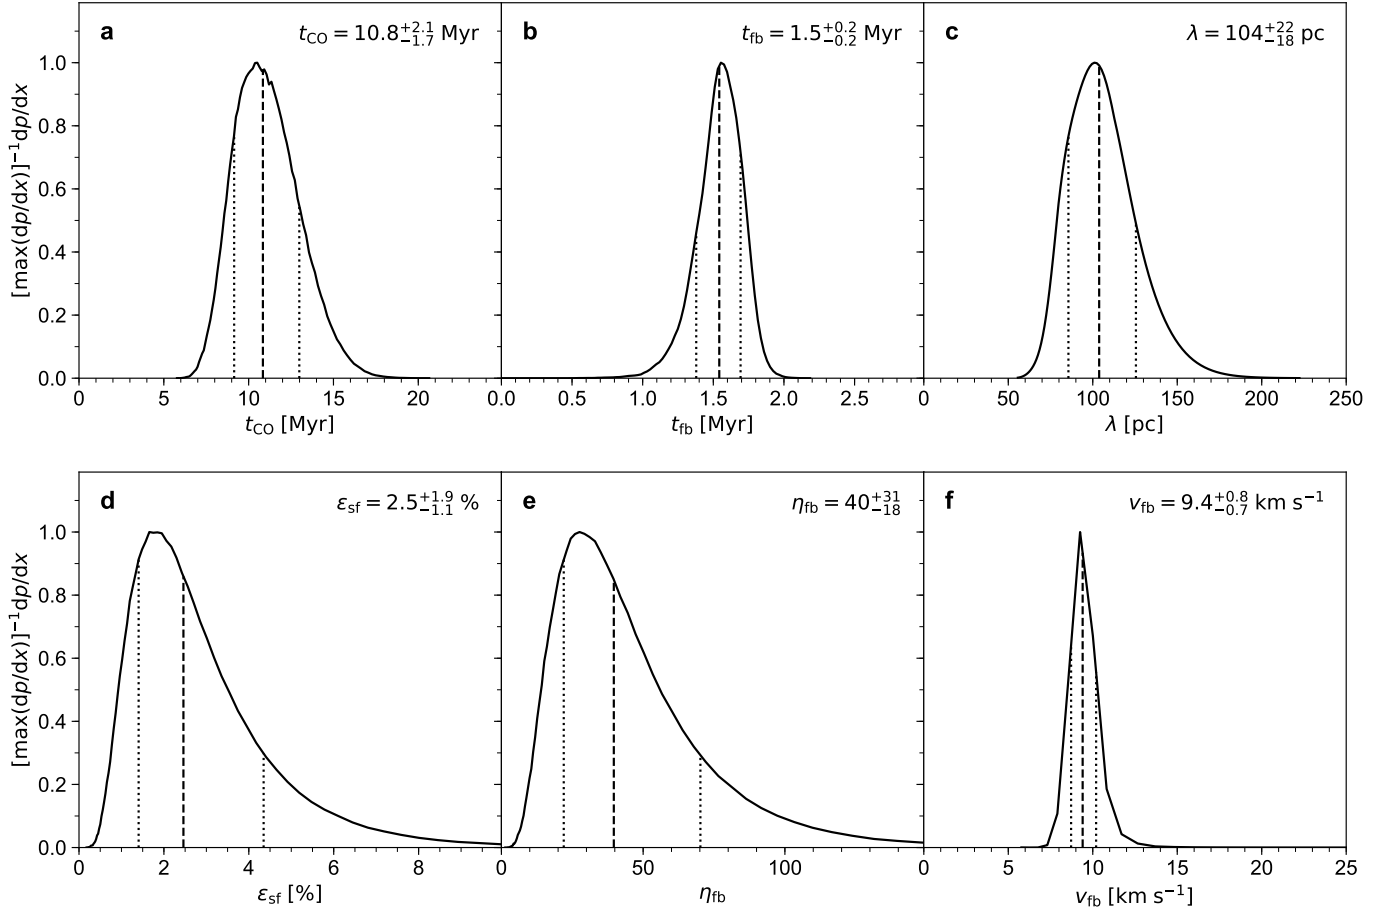 a
t_CO = 10.8^{+2.1}_{−1.7} Myr
b
t_fb = 1.5^{+0.2}_{−0.2} Myr
c
λ = 104^{+22}_{−18} pc
[max(dp/dx)]^{−1}dp/dx
1.0
0.8
0.6
0.4
0.2
0.0
0 5 10 15 20
0.0 0.5 1.0 1.5 2.0 2.5
0 50 100 150 200 250
t_CO [Myr]
t_fb [Myr]
λ [pc]
d
ε_sf = 2.5^{+1.9}_{−1.1} %
e
η_fb = 40^{+31}_{−18}
f
v_fb = 9.4^{+0.8}_{−0.7} km s^{−1}
[max(dp/dx)]^{−1}dp/dx
1.0
0.8
0.6
0.4
0.2
0.0
0 2 4 6 8
0 50 100
0 5 10 15 20 25
ε_sf [%]
η_fb
v_fb [km s^{−1}]